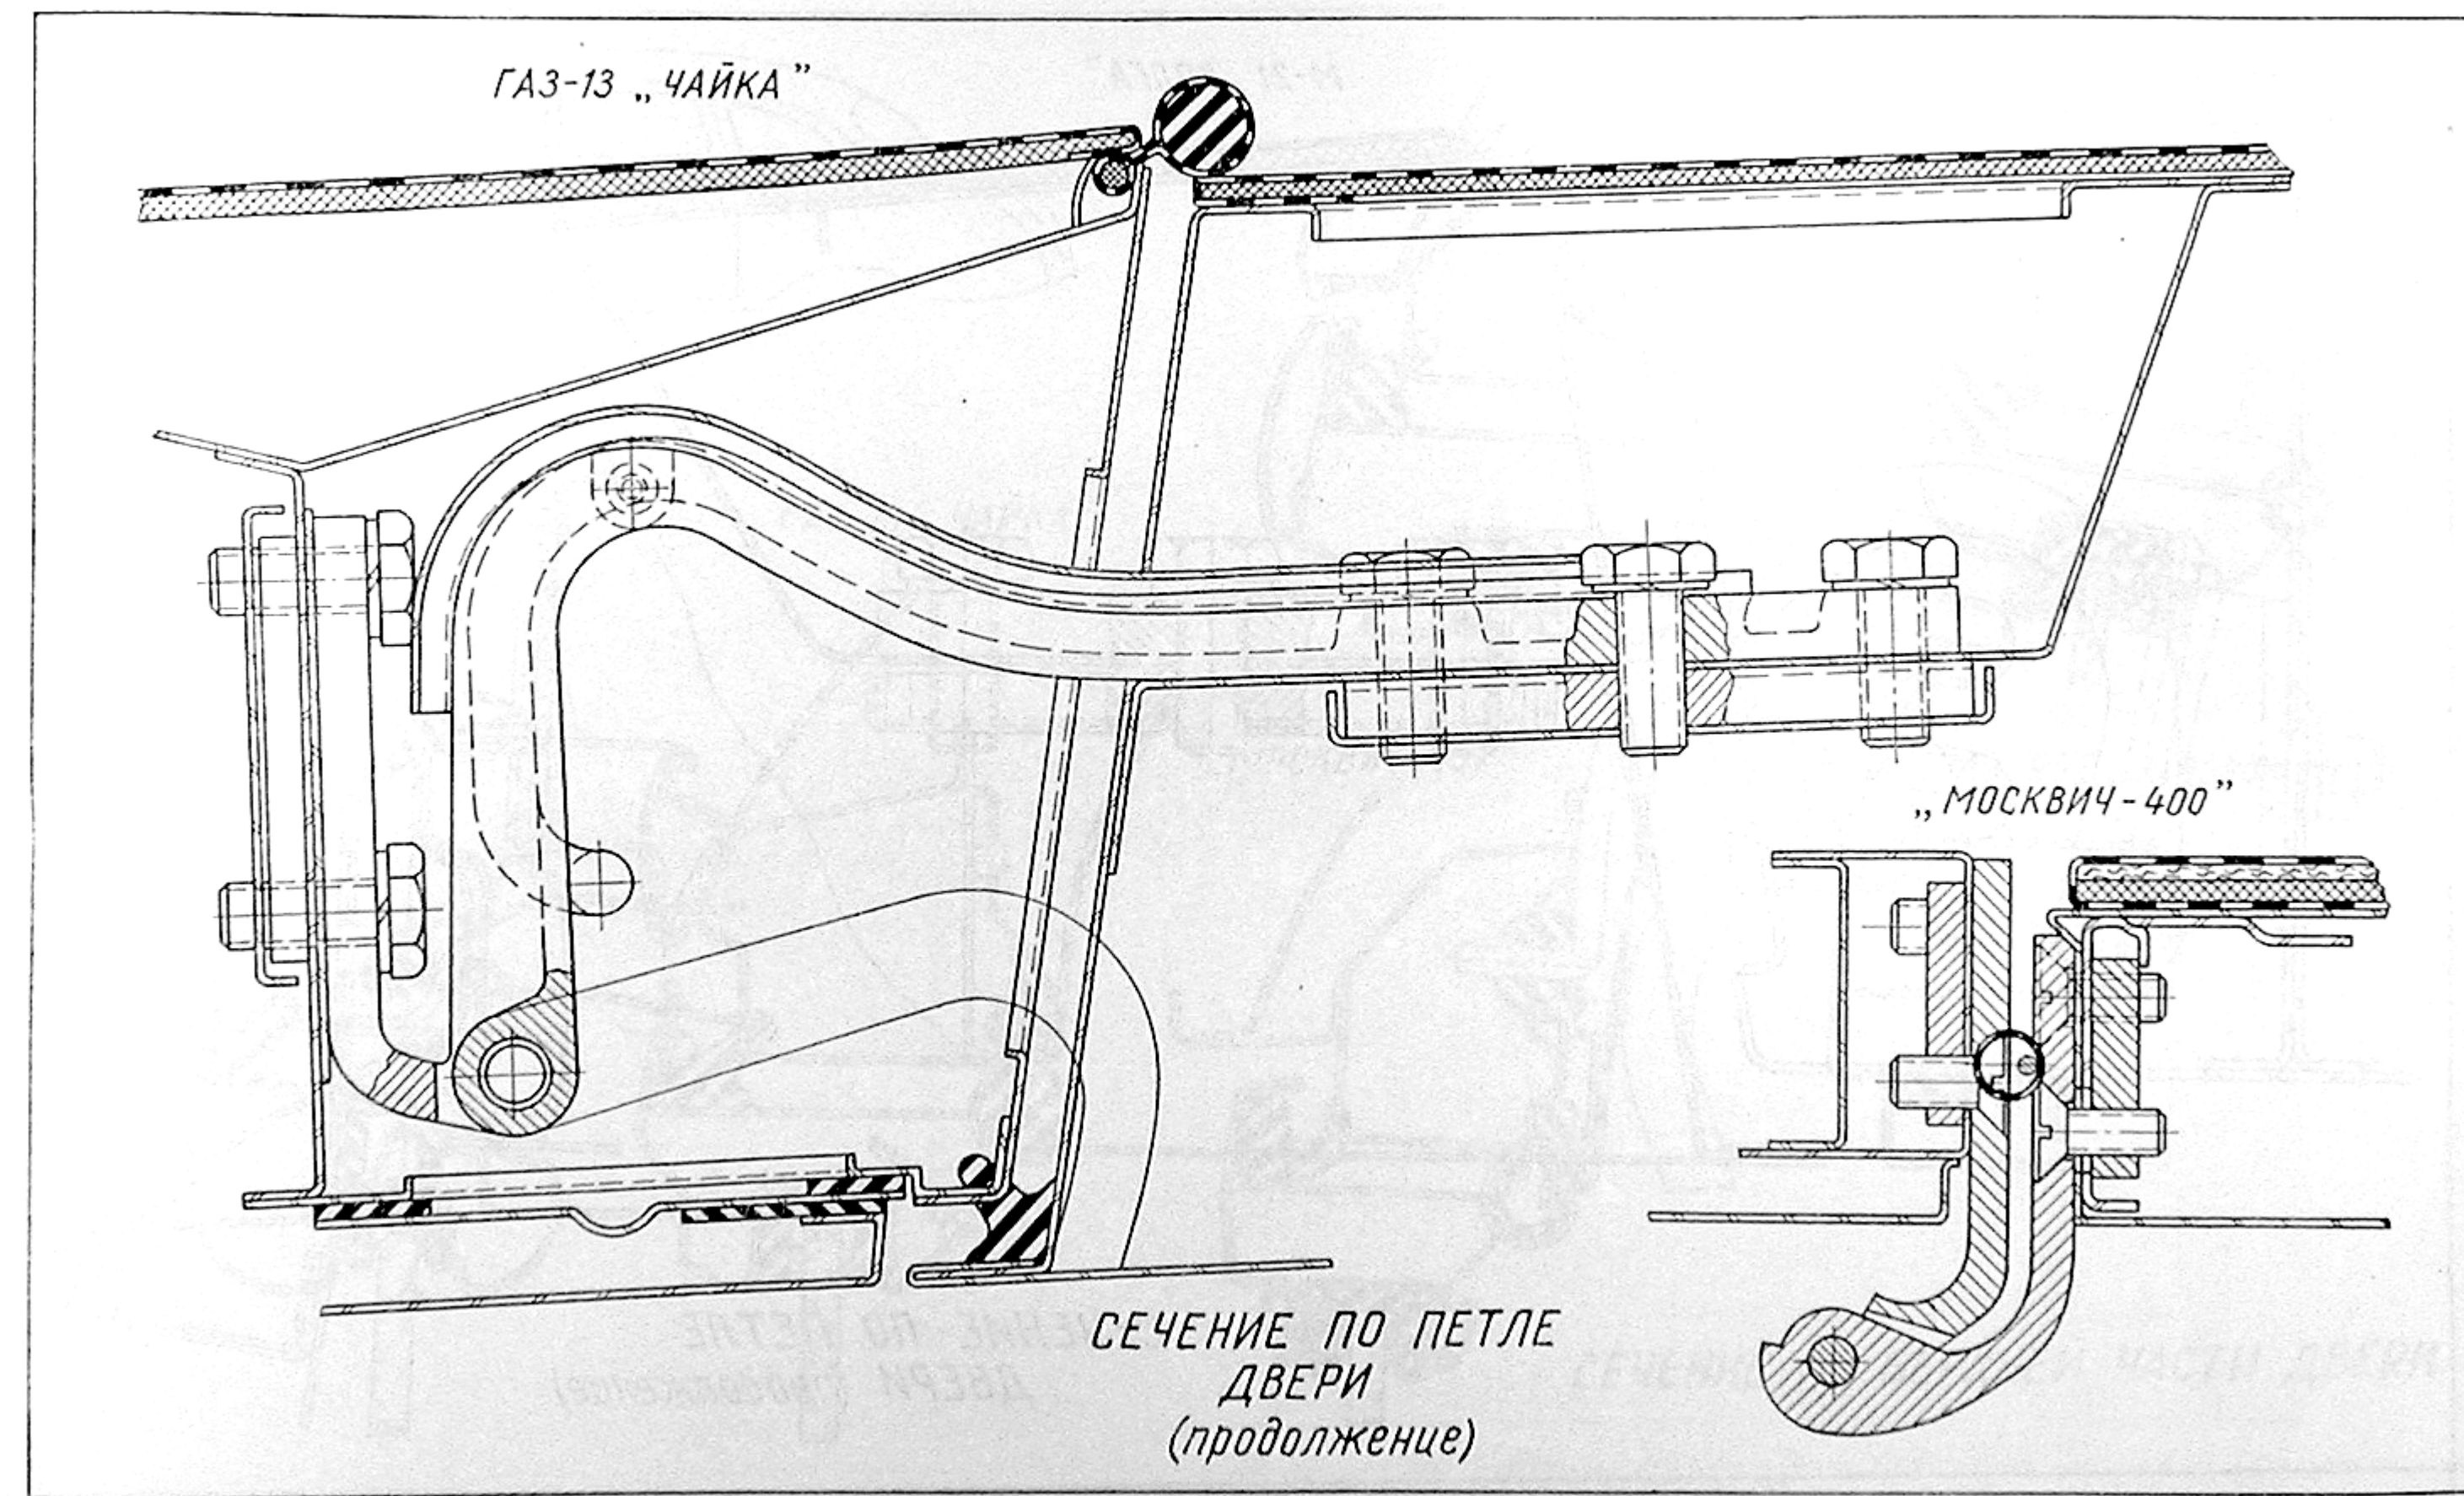 ГАЗ-13 „ЧАЙКА”
„МОСКВИЧ-400”
СЕЧЕНИЕ ПО ПЕТЛЕ
ДВЕРИ
(продолжение)